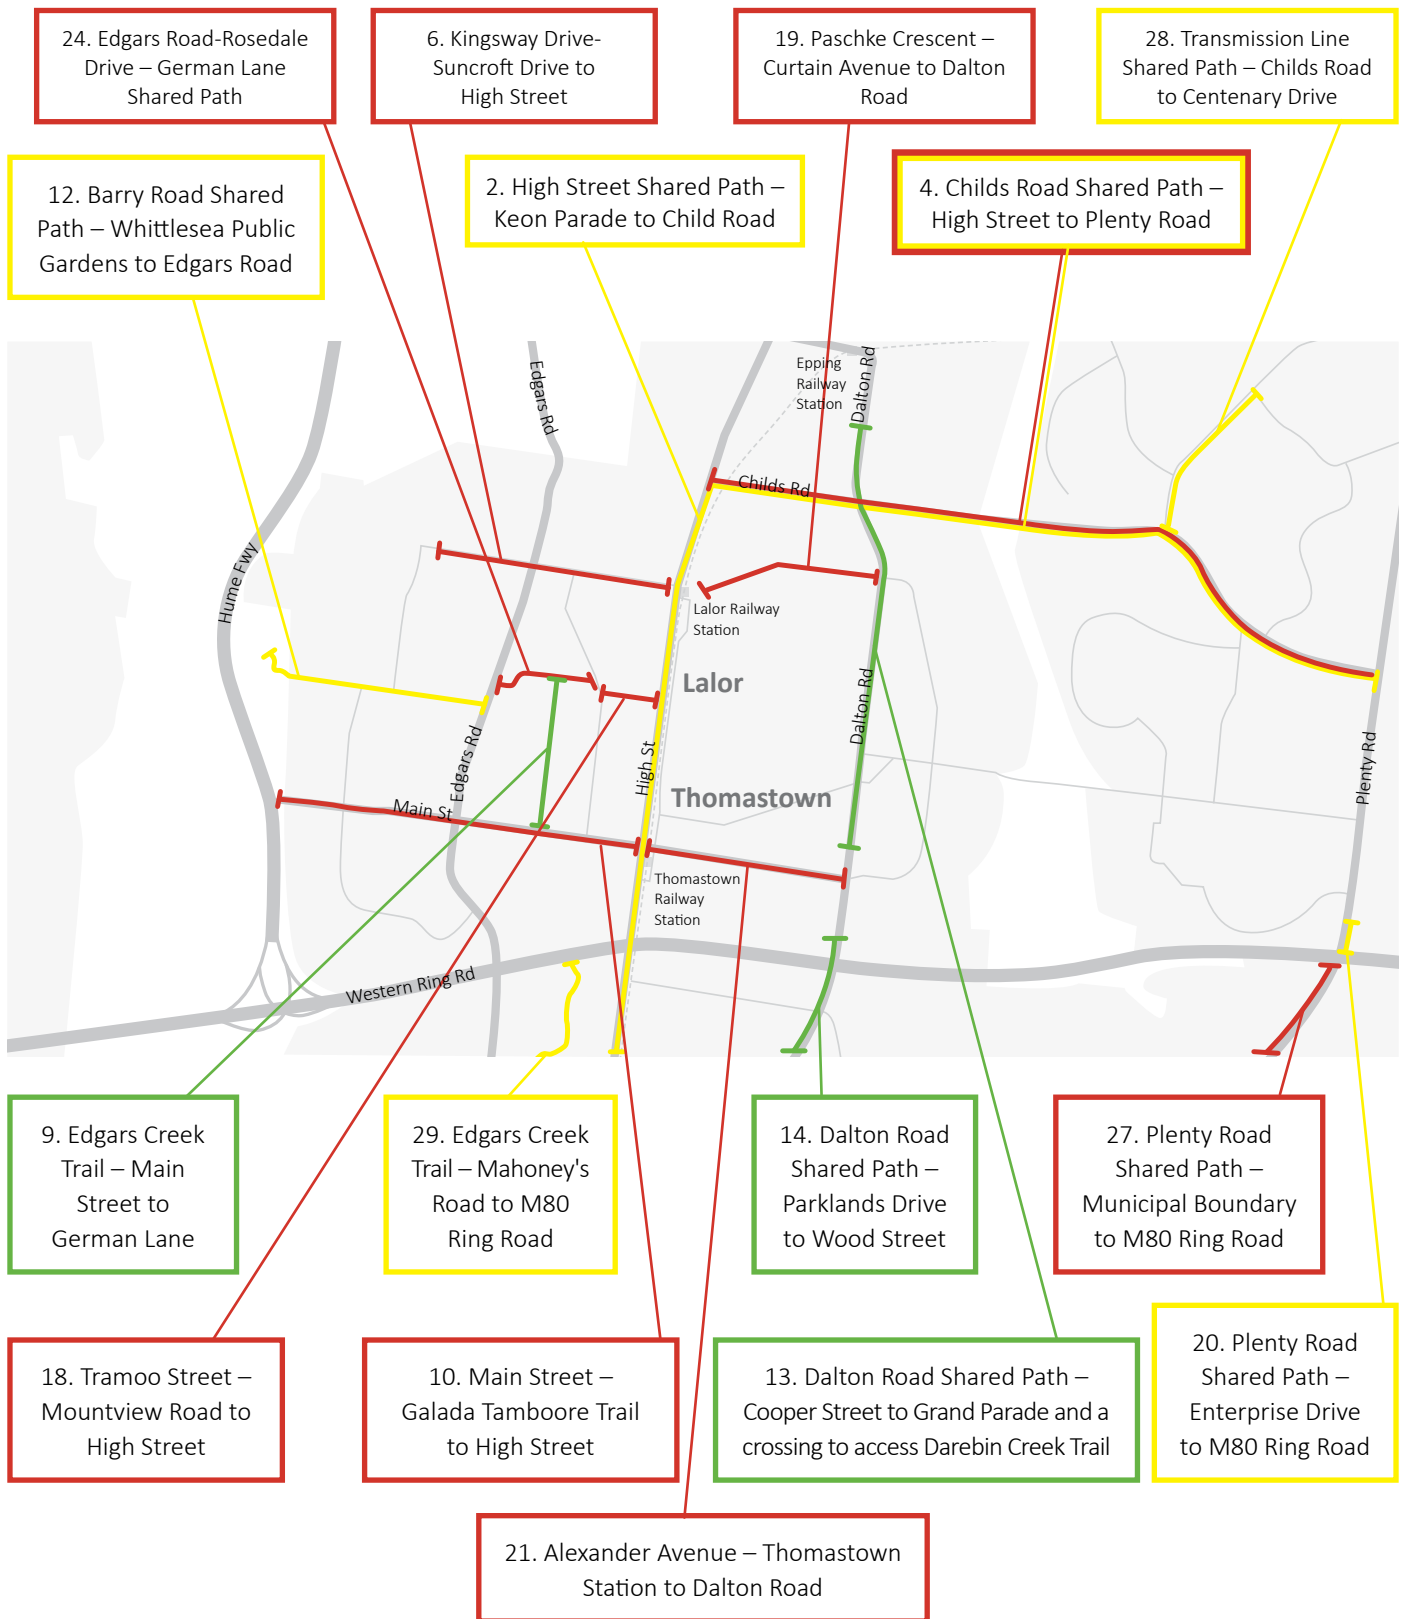 24. Edgars Road-Rosedale
Drive – German Lane
Shared Path
6. Kingsway Drive-
Suncroft Drive to
High Street
19. Paschke Crescent –
Curtain Avenue to Dalton
Road
28. Transmission Line
Shared Path – Childs Road
to Centenary Drive
12. Barry Road Shared
Path – Whittlesea Public
Gardens to Edgars Road
2. High Street Shared Path –
Keon Parade to Child Road
4. Childs Road Shared Path –
High Street to Plenty Road
Epping
Railway
Station
Dalton Rd
Edgars Rd
Childs Rd
Hume Fwy
Lalor Railway
Station
Lalor
Dalton Rd
Edgars Rd
High St
Plenty Rd
Thomastown
Main St
Thomastown
Railway
Station
Western Ring Rd
9. Edgars Creek
Trail – Main
Street to
German Lane
29. Edgars Creek
Trail – Mahoney's
Road to M80
Ring Road
14. Dalton Road
Shared Path –
Parklands Drive
to Wood Street
27. Plenty Road
Shared Path –
Municipal Boundary
to M80 Ring Road
18. Tramoo Street –
Mountview Road to
High Street
10. Main Street –
Galada Tamboore Trail
to High Street
13. Dalton Road Shared Path –
Cooper Street to Grand Parade and a
crossing to access Darebin Creek Trail
20. Plenty Road
Shared Path –
Enterprise Drive
to M80 Ring Road
21. Alexander Avenue – Thomastown
Station to Dalton Road